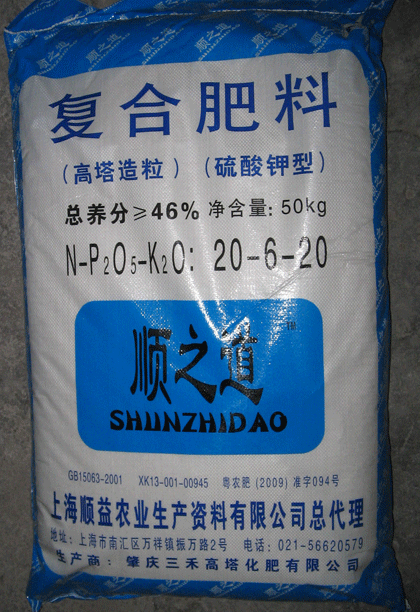 顺之道
SHUNZHIDAO
复合肥料
(高塔造粒) (硫酸钾型)
总养分≥46% 净含量: 50kg
N-P2O5-K2O: 20-6-20
顺之道 TM
SHUNZHIDAO
GB15063-2001 XK13-001-00945 粤农肥(2009)准字094号
上海顺益农业生产资料有限公司总代理
地址: 上海市南汇区万祥镇振万路2号 电话: 021-56620579
生产商: 肇庆三禾高塔化肥有限公司